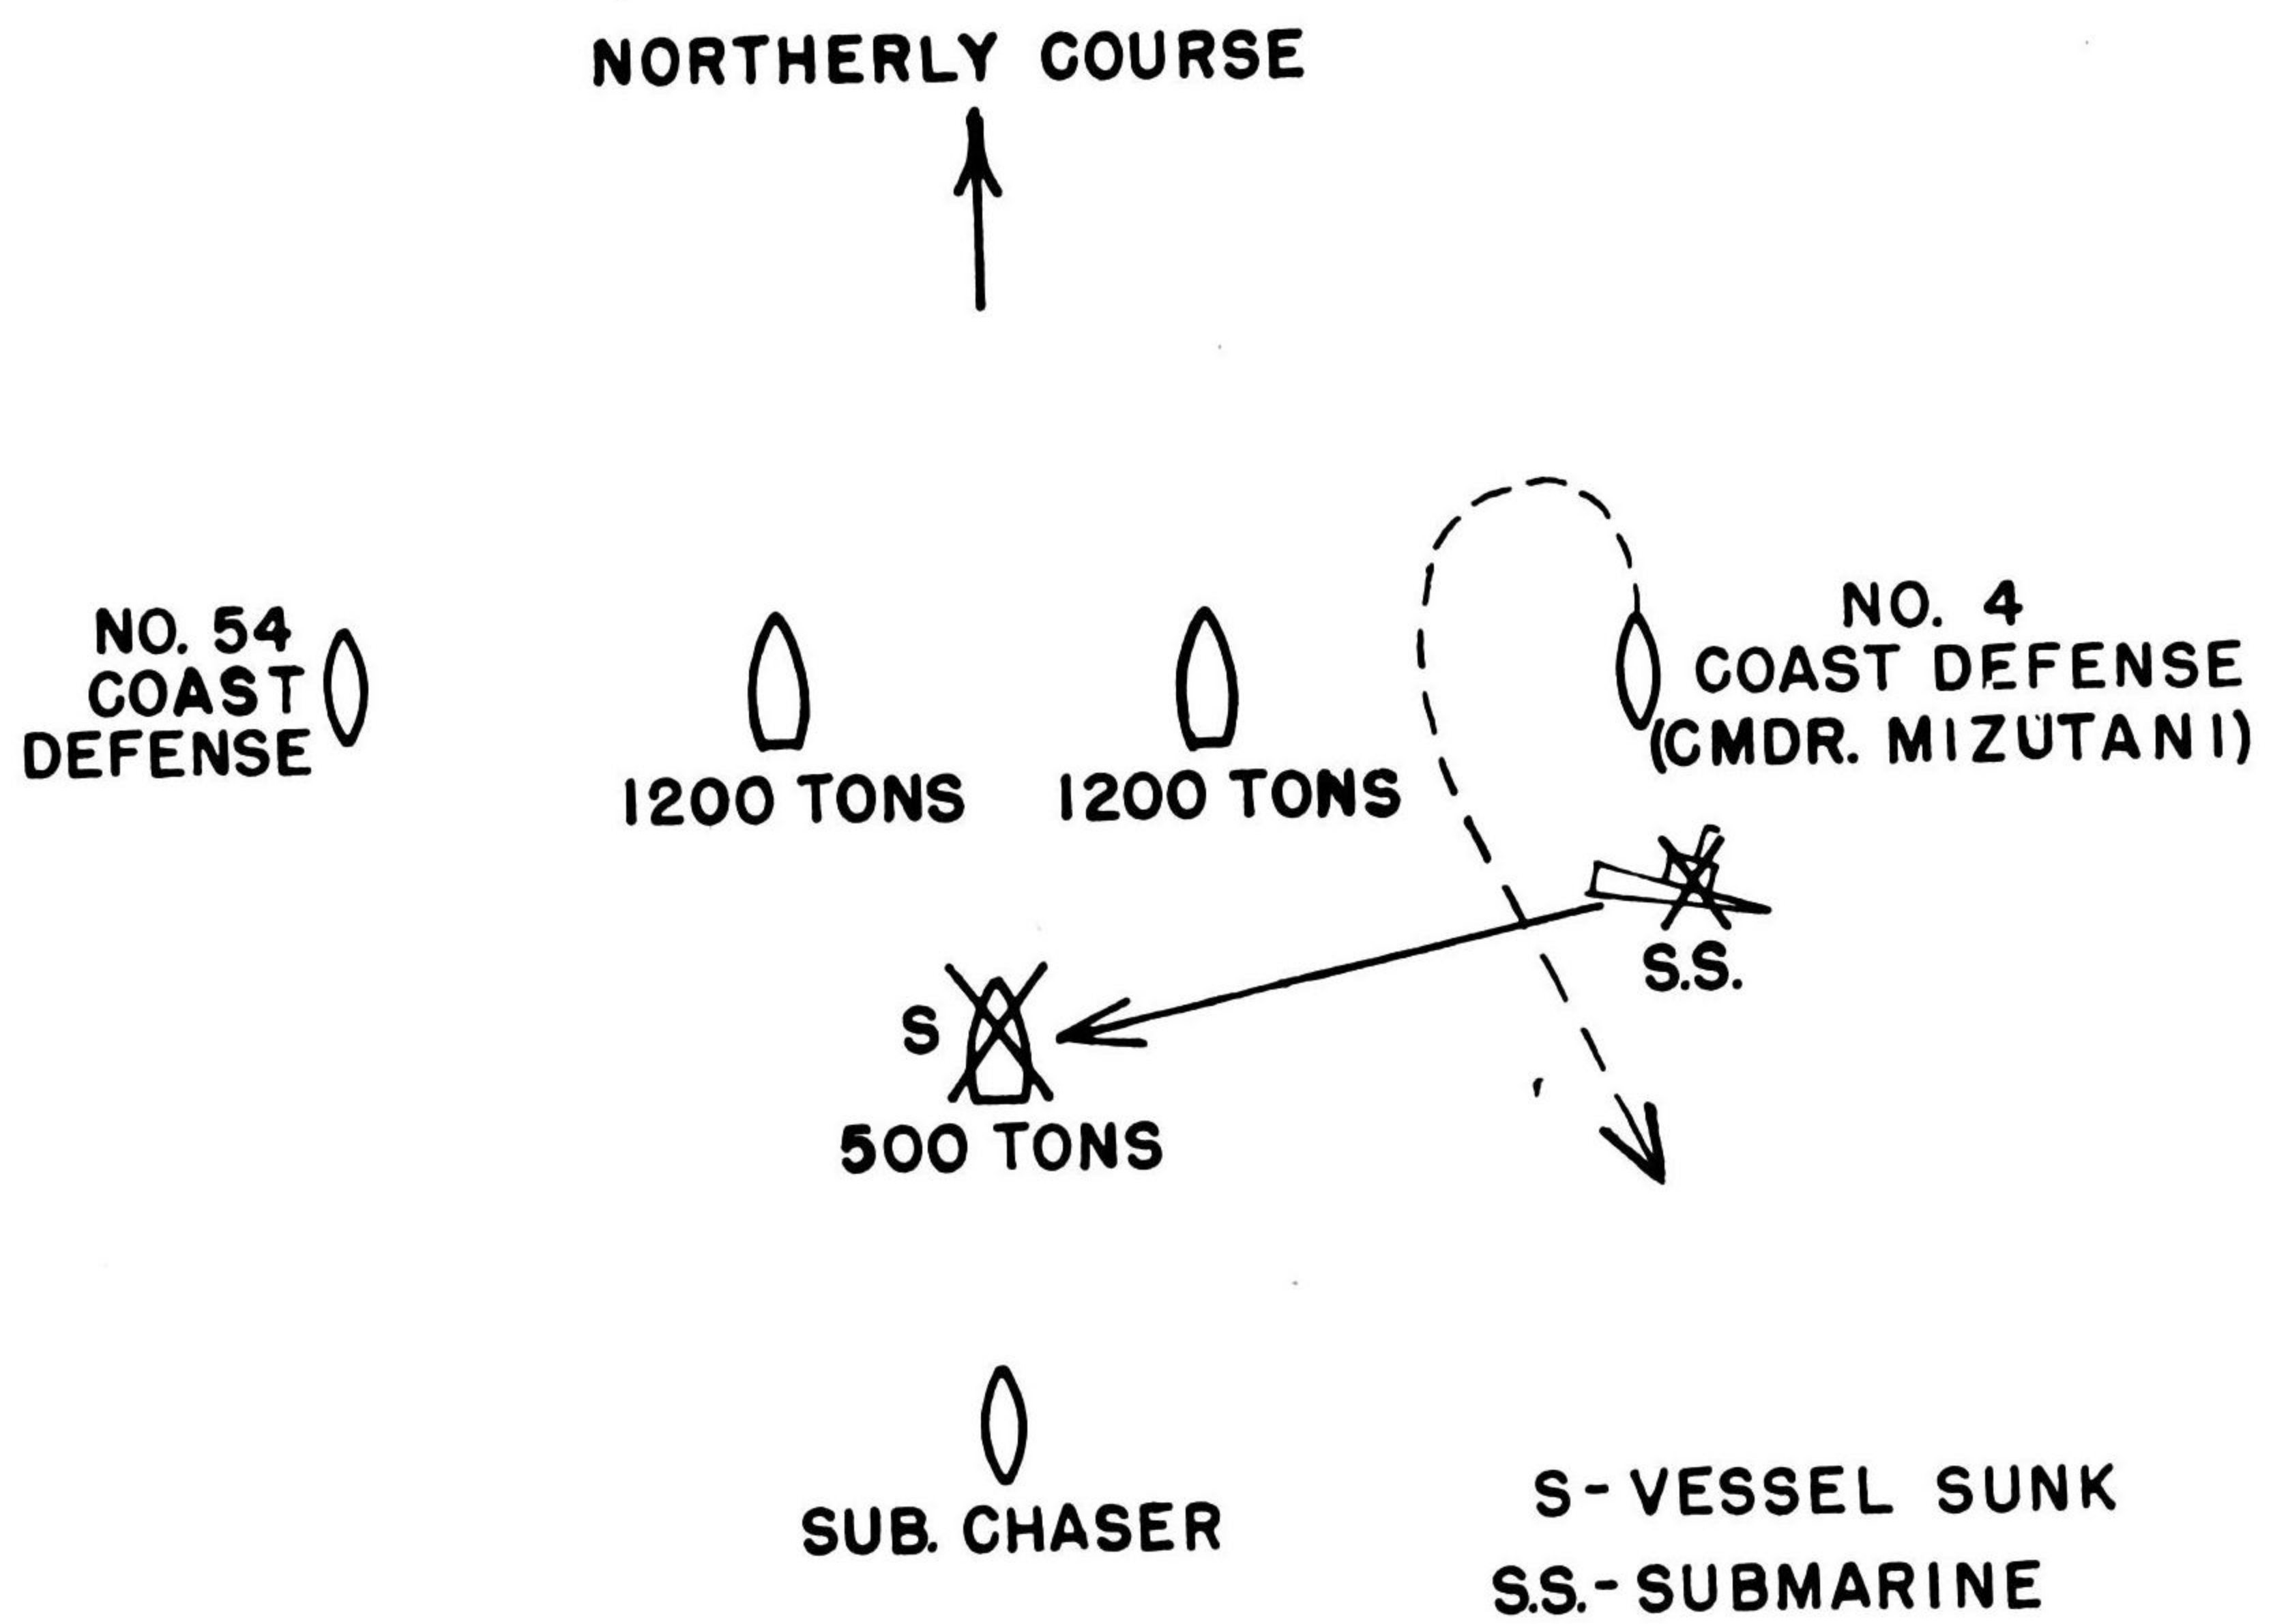 NORTHERLY COURSE
NO. 54
COAST
DEFENSE
1200 TONS
1200 TONS
NO. 4
COAST DEFENSE
(CMDR. MIZUTANI)
S.S.
S
500 TONS
SUB. CHASER
S-VESSEL SUNK
S.S.-SUBMARINE